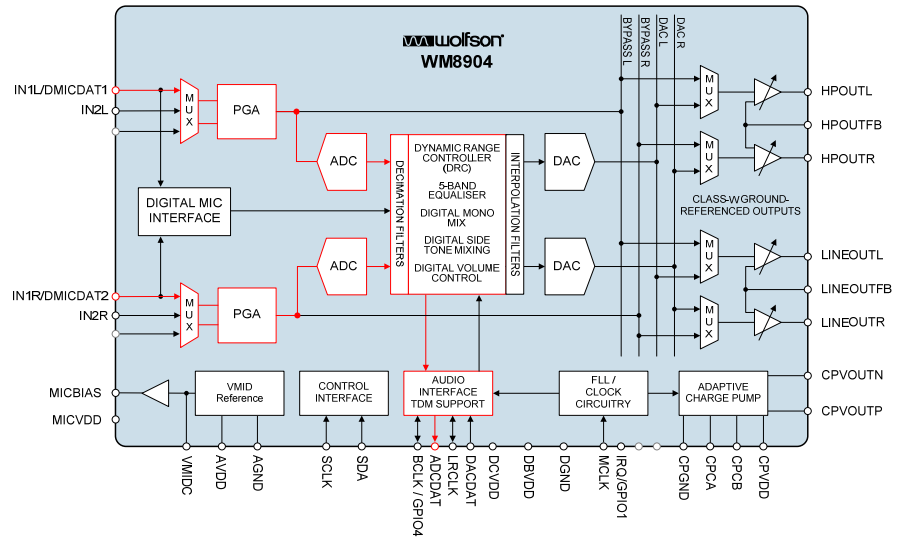 wolfson
WM8904
BYPASS L
BYPASS R
DAC L
DAC R
IN1L/DMICDAT1
IN2L
MUX
PGA
ADC
DIGITAL MIC
INTERFACE
DECIMATION FILTERS
DYNAMIC RANGE
CONTROLLER
(DRC)
5-BAND
EQUALISER
DIGITAL MONO
MIX
DIGITAL SIDE
TONE MIXING
DIGITAL VOLUME
CONTROL
INTERPOLATION FILTERS
DAC
MUX
HPOUTL
HPOUTFB
MUX
HPOUTR
CLASS-W GROUND-
REFERENCED OUTPUTS
IN1R/DMICDAT2
IN2R
MUX
PGA
ADC
DAC
MUX
LINEOUTL
LINEOUTFB
MUX
LINEOUTR
MICBIAS
MICVDD
VMID
Reference
CONTROL
INTERFACE
AUDIO
INTERFACE
TDM SUPPORT
FLL /
CLOCK
CIRCUITRY
ADAPTIVE
CHARGE PUMP
CPVOUTN
CPVOUTP
VMIDC
AVDD
AGND
SCLK
SDA
BCLK / GPIO4
ADCDAT
LRCLK
DACDAT
DCVDD
DBVDD
DGND
MCLK
IRQ/GPIO1
CPGND
CPCA
CPCB
CPVDD